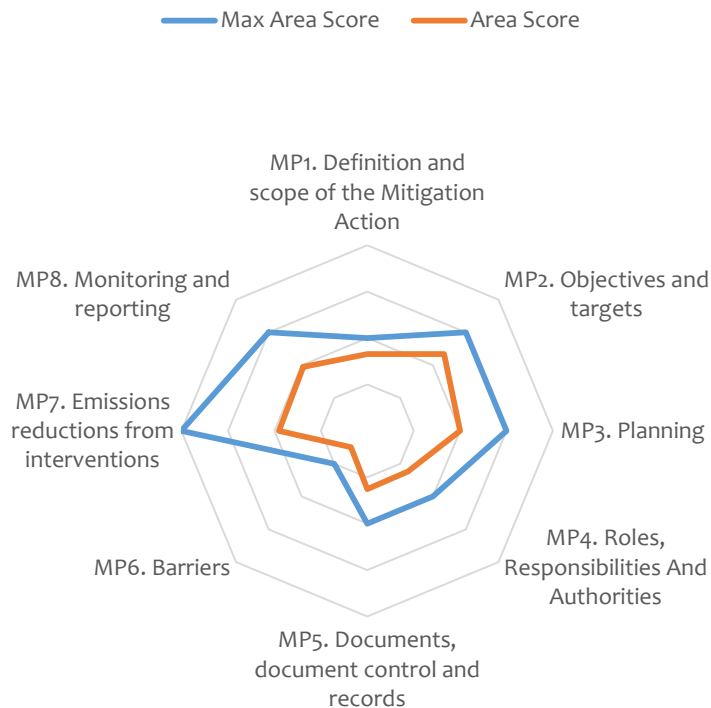 Max Area Score
Area Score
MP1. Definition and
scope of the Mitigation
Action
MP2. Objectives and
targets
MP3. Planning
MP4. Roles,
Responsibilities And
Authorities
MP5. Documents,
document control and
records
MP6. Barriers
MP7. Emissions
reductions from
interventions
MP8. Monitoring and
reporting